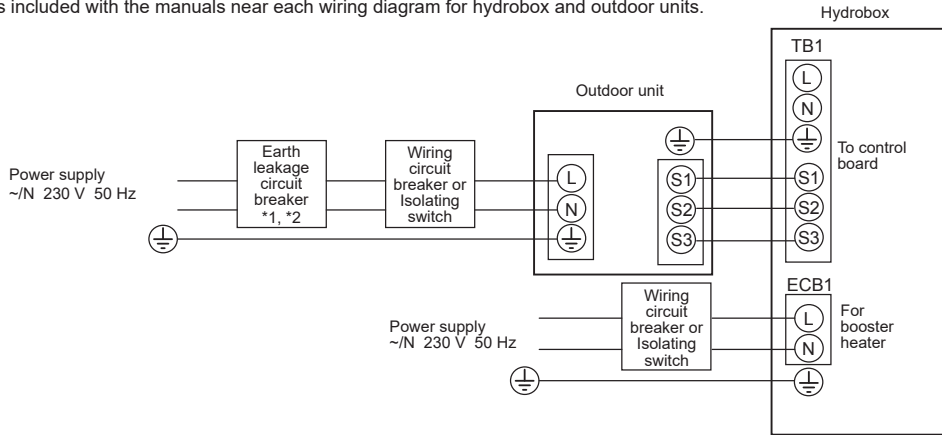 s included with the manuals near each wiring diagram for hydrobox and outdoor units.
Hydrobox
TB1
L
N
To control
board
S1
S2
S3
Outdoor unit
L
N
S1
S2
S3
Power supply
~/N 230 V 50 Hz
Earth
leakage
circuit
breaker
*1, *2
Wiring
circuit
breaker or
Isolating
switch
ECB1
L
N
For
booster
heater
Power supply
~/N 230 V 50 Hz
Wiring
circuit
breaker or
Isolating
switch